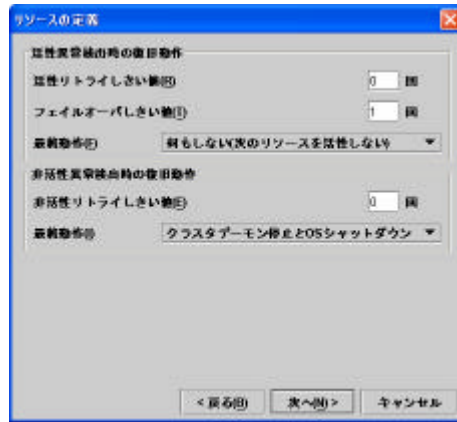 リソースの定義
活性異常検出時の復旧動作
活性リトライしきい値(R) 0 回
フェイルオーバしきい値(T) 1 回
最終動作(F) 何もしない(次のリソースを活性しない)
非活性異常検出時の復旧動作
非活性リトライしきい値(E) 0 回
最終動作(I) クラスタデーモン停止とOSシャットダウン
< 戻る(B) 次へ(N) > キャンセル